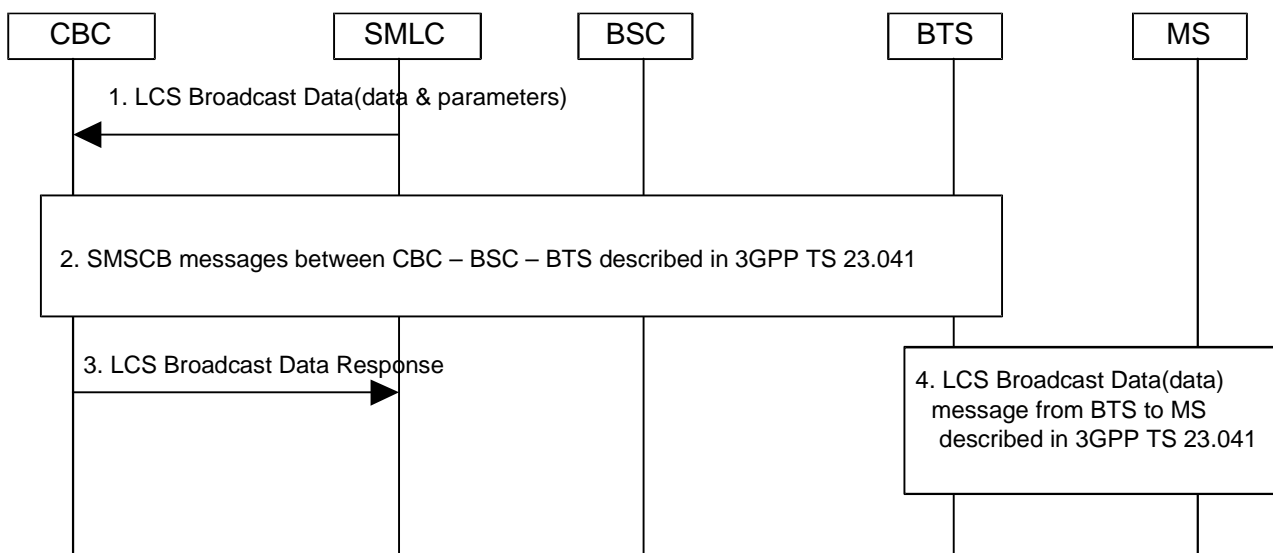 CBC SMLC BSC BTS MS
1. LCS Broadcast Data(data & parameters)
2. SMSCB messages between CBC – BSC – BTS described in 3GPP TS 23.041
3. LCS Broadcast Data Response
4. LCS Broadcast Data(data)
message from BTS to MS
described in 3GPP TS 23.041